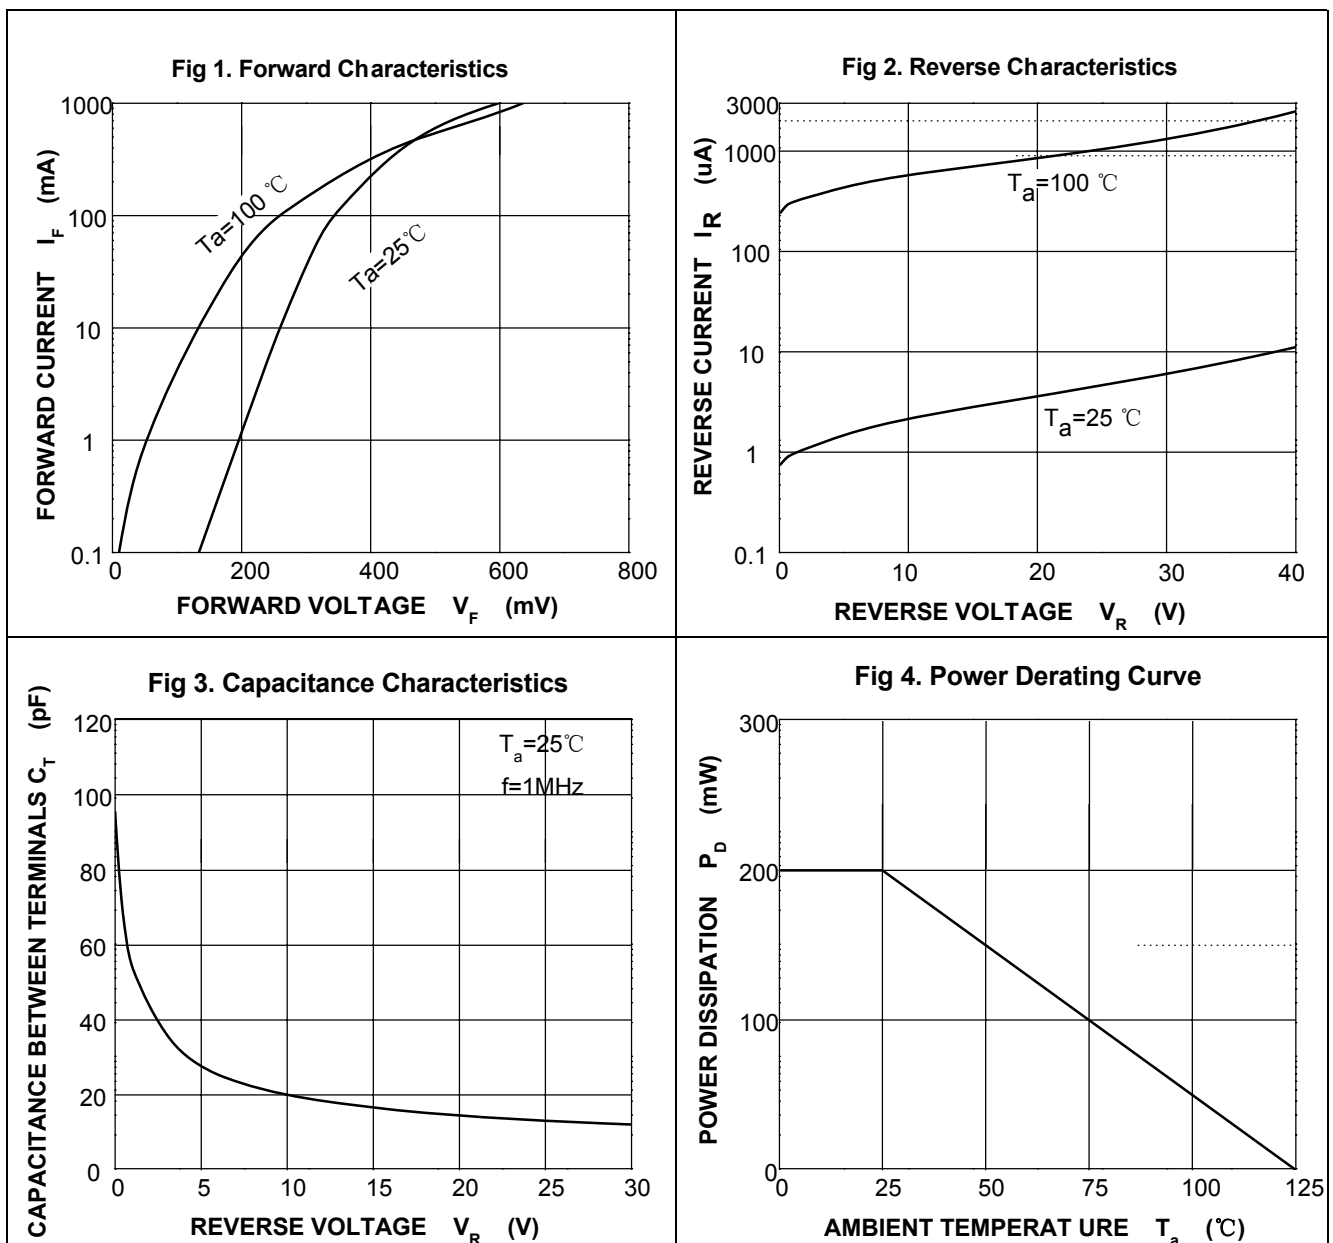 Fig 1. Forward Characteristics
FORWARD CURRENT I_F (mA)
1000
100
10
1
0.1
Ta=100 ℃
Ta=25℃
0 200 400 600 800
FORWARD VOLTAGE V_F (mV)
Fig 2. Reverse Characteristics
REVERSE CURRENT I_R (uA)
3000
1000
100
10
1
0.1
T_a=100 ℃
T_a=25 ℃
0 10 20 30 40
REVERSE VOLTAGE V_R (V)
Fig 3. Capacitance Characteristics
CAPACITANCE BETWEEN TERMINALS C_T (pF)
120
100
80
60
40
20
0
T_a=25℃
f=1MHz
0 5 10 15 20 25 30
REVERSE VOLTAGE V_R (V)
Fig 4. Power Derating Curve
POWER DISSIPATION P_D (mW)
300
200
100
0
0 25 50 75 100 125
AMBIENT TEMPERAT URE T_a (℃)